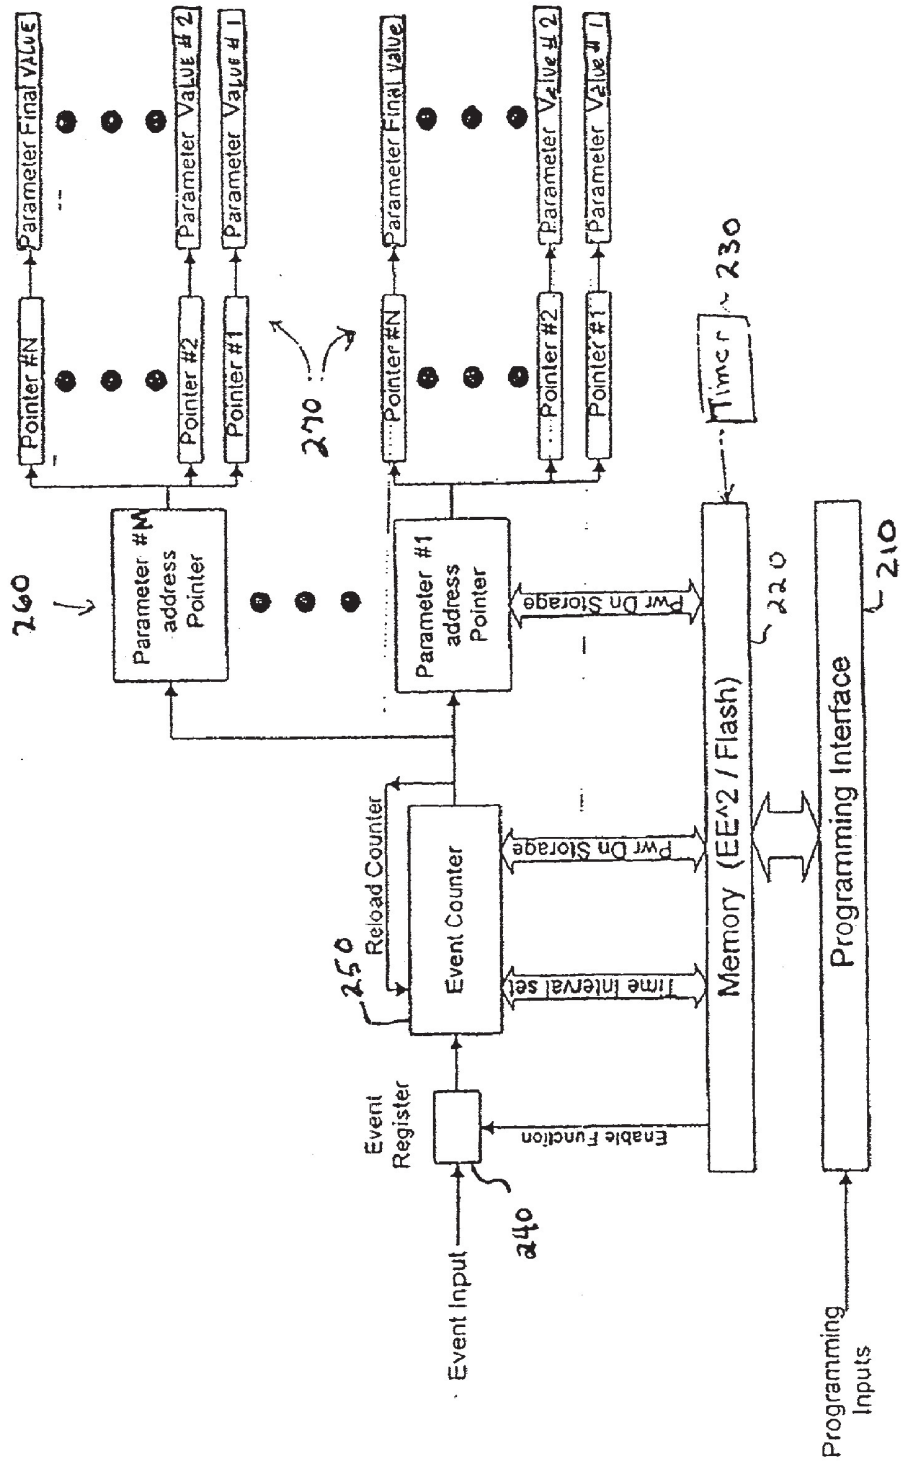 Parameter Final VALUE
Parameter VALUE #2
Parameter VALUE #1
Pointer #N
Pointer #2
Pointer #1
260
Parameter #M
address
Pointer
270
Parameter Final Value
Parameter Value #2
Parameter Value #1
Pointer #N
Pointer #2
Pointer #1
Parameter #1
address
Pointer
Reload Counter
250
Event Counter
Event
Register
240
Event Input
Enable Function
Time Interval set
Pwr Dn Storage
Pwr Dn Storage
Timer
230
Memory (EE^2 / Flash)
220
Programming Interface
210
Programming
Inputs